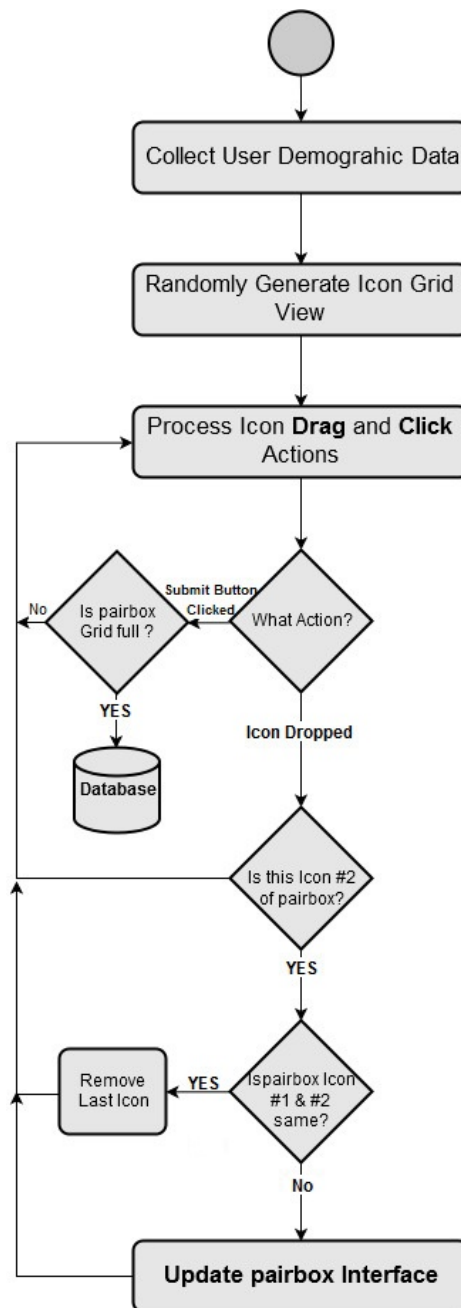 Collect User Demograhic Data
Randomly Generate Icon Grid
View
Process Icon Drag and Click
Actions
Submit Button
Clicked
What Action?
No
Is pairbox
Grid full ?
YES
Database
Icon Dropped
Is this Icon #2
of pairbox?
YES
Ispairbox Icon
#1 & #2
same?
YES
Remove
Last Icon
No
Update pairbox Interface